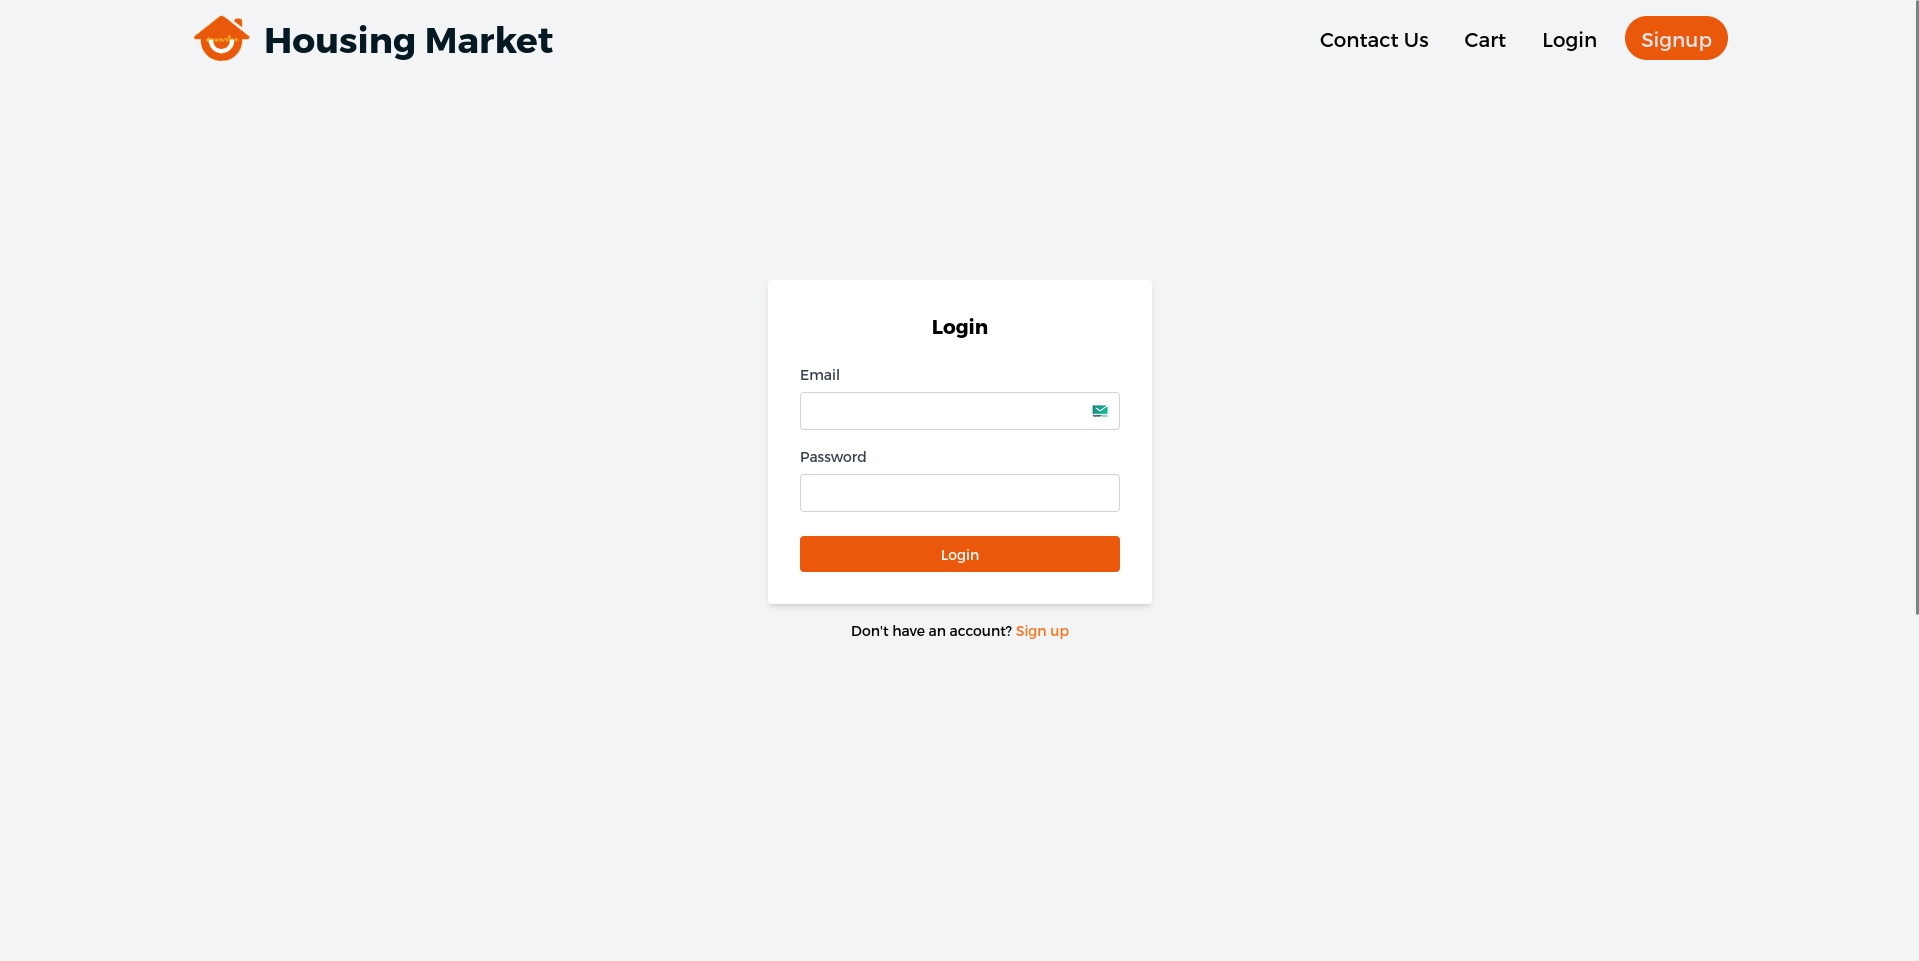 Housing Market
Contact Us
Cart
Login
Signup
Login
Email
Password
Login
Don't have an account? Sign up